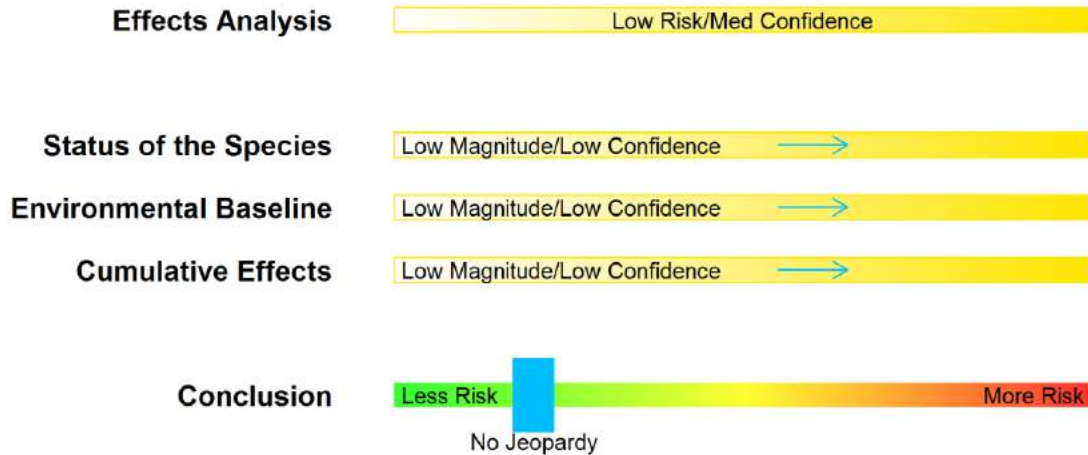 Effects Analysis Low Risk/Med Confidence
Status of the Species Low Magnitude/Low Confidence
Environmental Baseline Low Magnitude/Low Confidence
Cumulative Effects Low Magnitude/Low Confidence
Conclusion Less Risk More Risk
No Jeopardy